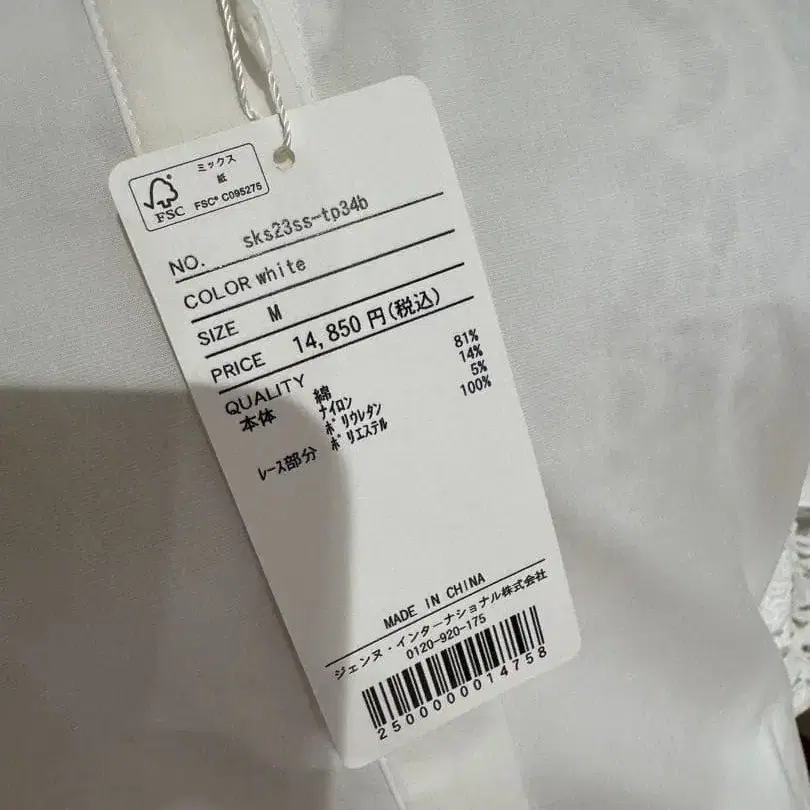 ミックス
紙
FSC
FSC® C095275
NO. sks23ss-tp34b
COLOR white
SIZE M
PRICE 14,850円(税込)
QUALITY
本体 綿 81%
ナイロン 14%
ポリウレタン 5%
レース部分 ポリエステル 100%
MADE IN CHINA
ジェンヌ・インターナショナル株式会社
0120-920-175
2500000014758